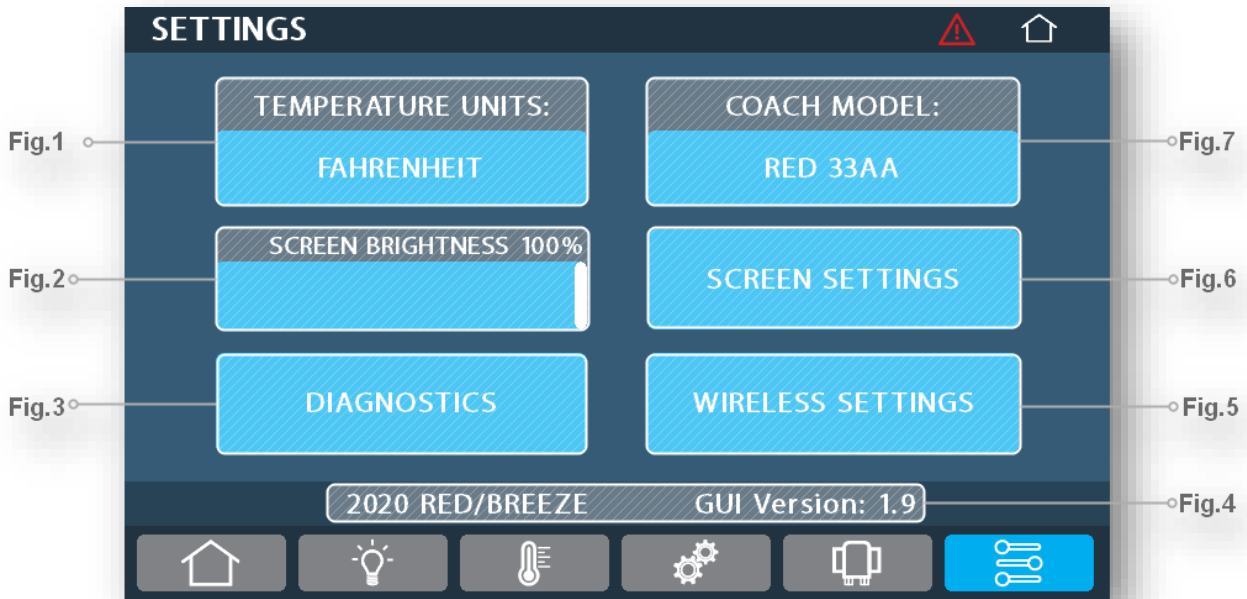 SETTINGS
TEMPERATURE UNITS:
FAHRENHEIT
COACH MODEL:
RED 33AA
Fig.1
Fig.7
SCREEN BRIGHTNESS 100%
SCREEN SETTINGS
Fig.2
Fig.6
DIAGNOSTICS
WIRELESS SETTINGS
Fig.3
Fig.5
2020 RED/BREEZE GUI Version: 1.9
Fig.4